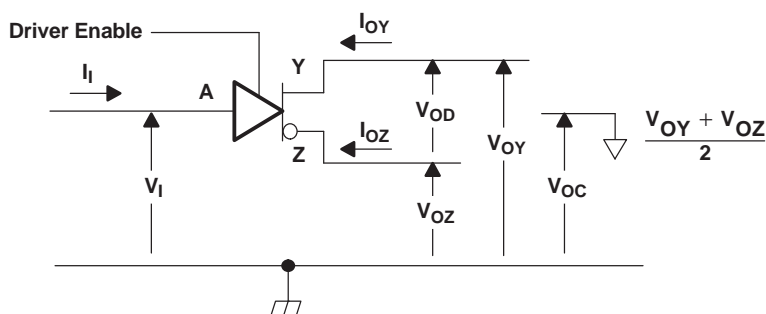 Driver Enable
I_I
A
Y
Z
I_OY
I_OZ
V_I
V_OD
V_OZ
V_OY
V_OC
V_OY + V_OZ
2